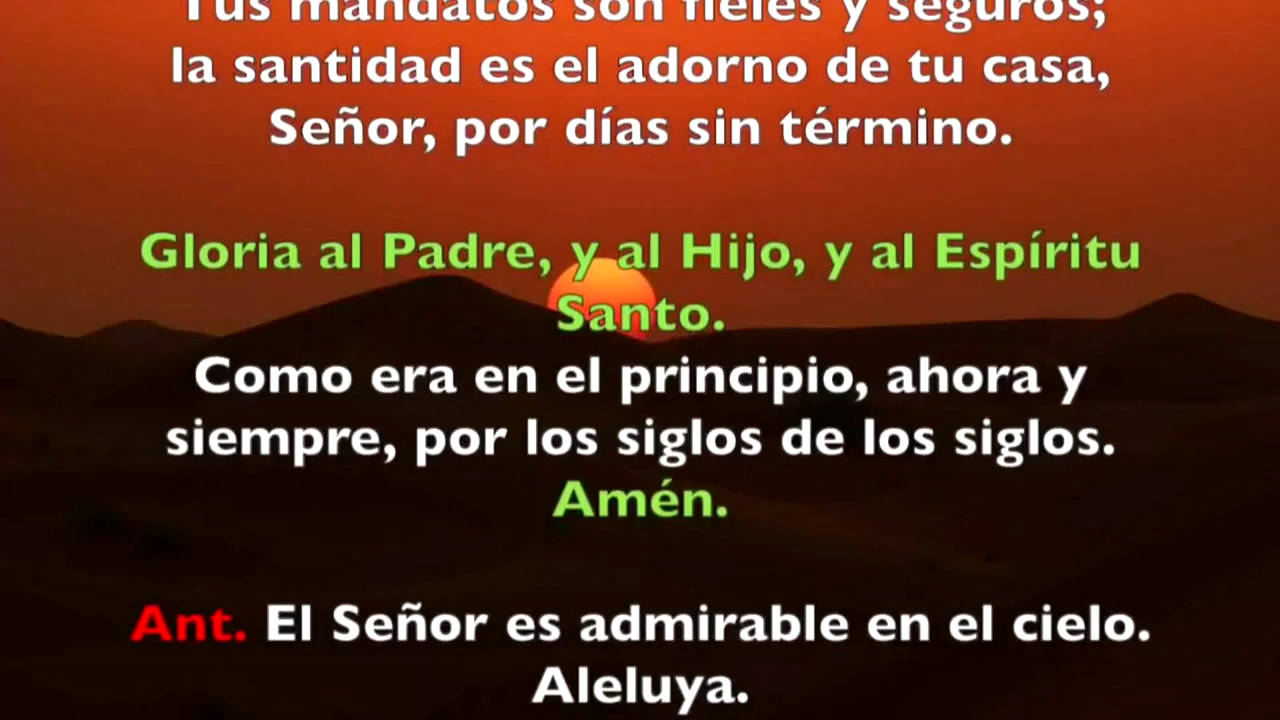 Tus mandatos son fieles y seguros;
la santidad es el adorno de tu casa,
Señor, por días sin término.
Gloria al Padre, y al Hijo, y al Espíritu
Santo.
Como era en el principio, ahora y
siempre, por los siglos de los siglos.
Amén.
Ant. El Señor es admirable en el cielo.
Aleluya.